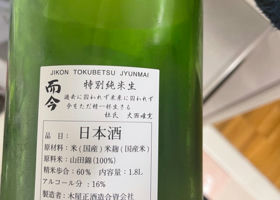 JIKON TOKUBETSU JYUNMAI
而今
特別純米生
過去に囚われず未来に囚われず
今をただ精一杯生きる
杜氏 大西唯克
品目:日本酒
原材料:米(国産)米麹(国産米)
原料米:山田錦(100%)
精米歩合:60% 内容量:1.8L
アルコール分:16%
木屋正酒造合資会社